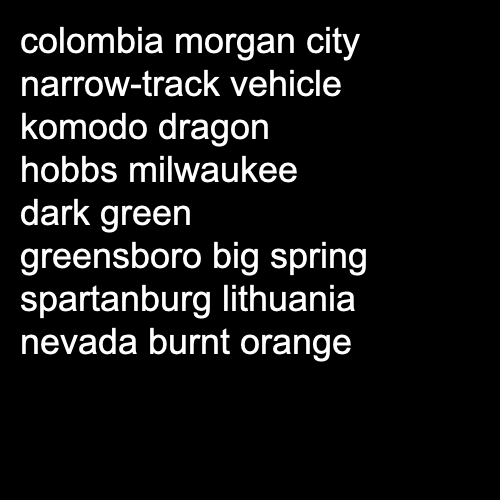 colombia morgan city
narrow-track vehicle
komodo dragon
hobbs milwaukee
dark green
greensboro big spring
spartanburg lithuania
nevada burnt orange